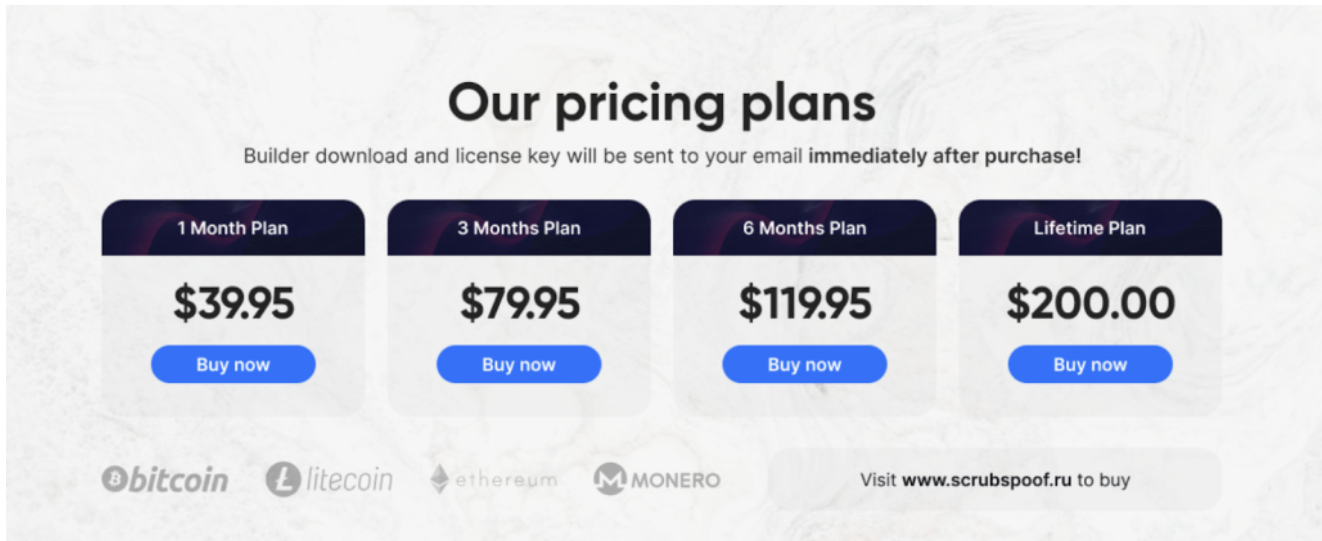 Our pricing plans
Builder download and license key will be sent to your email immediately after purchase!
1 Month Plan
3 Months Plan
6 Months Plan
Lifetime Plan
$39.95
$79.95
$119.95
$200.00
Buy now
Buy now
Buy now
Buy now
bitcoin
litecoin
ethereum
MONERO
Visit www.scrubspoof.ru to buy